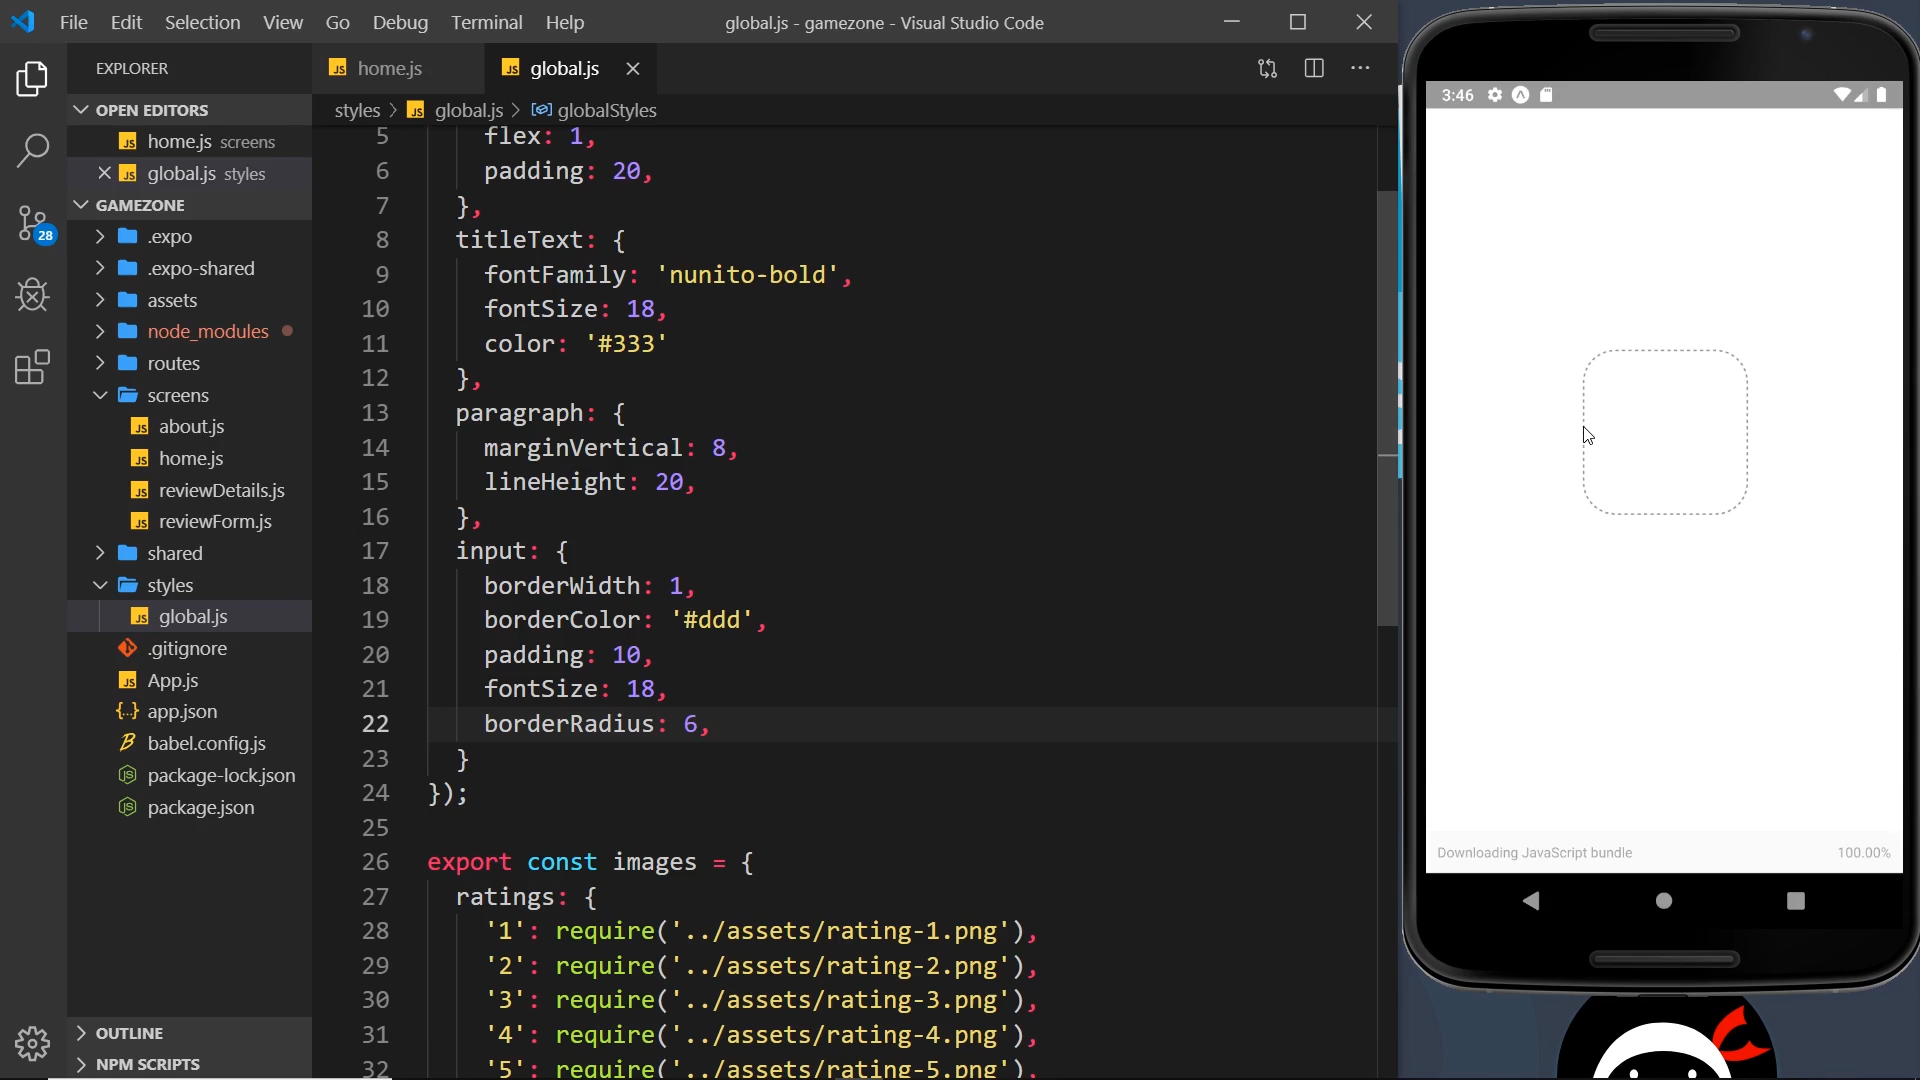 File Edit Selection View Go Debug Terminal Help
global.js - gamezone - Visual Studio Code
EXPLORER
OPEN EDITORS
home.js screens
global.js styles
GAMEZONE
.expo
.expo-shared
assets
node_modules
routes
screens
about.js
home.js
reviewDetails.js
reviewForm.js
shared
styles
global.js
.gitignore
App.js
app.json
babel.config.js
package-lock.json
package.json
OUTLINE
NPM SCRIPTS
28
home.js
global.js
styles > global.js > globalStyles
5 flex: 1,
6 padding: 20,
7 },
8 titleText: {
9 fontFamily: 'nunito-bold',
10 fontSize: 18,
11 color: '#333'
12 },
13 paragraph: {
14 marginVertical: 8,
15 lineHeight: 20,
16 },
17 input: {
18 borderWidth: 1,
19 borderColor: '#ddd',
20 padding: 10,
21 fontSize: 18,
22 borderRadius: 6,
23 }
24 });
25
26 export const images = {
27 ratings: {
28 '1': require('../assets/rating-1.png'),
29 '2': require('../assets/rating-2.png'),
30 '3': require('../assets/rating-3.png'),
31 '4': require('../assets/rating-4.png'),
32 '5': require('../assets/rating-5.png'),
3:46
Downloading JavaScript bundle 100.00%